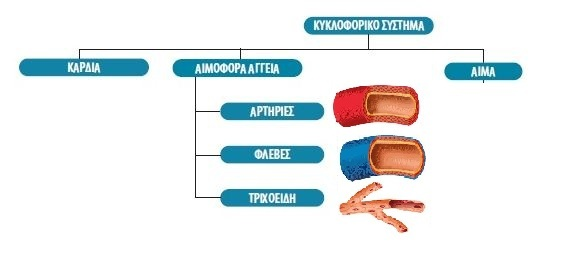 ΚΥΚΛΟΦΟΡΙΚΟ ΣΥΣΤΗΜΑ
ΚΑΡΔΙΑ
ΑΙΜΟΦΟΡΑ ΑΓΓΕΙΑ
ΑΙΜΑ
ΑΡΤΗΡΙΕΣ
ΦΛΕΒΕΣ
ΤΡΙΧΟΕΙΔΗ